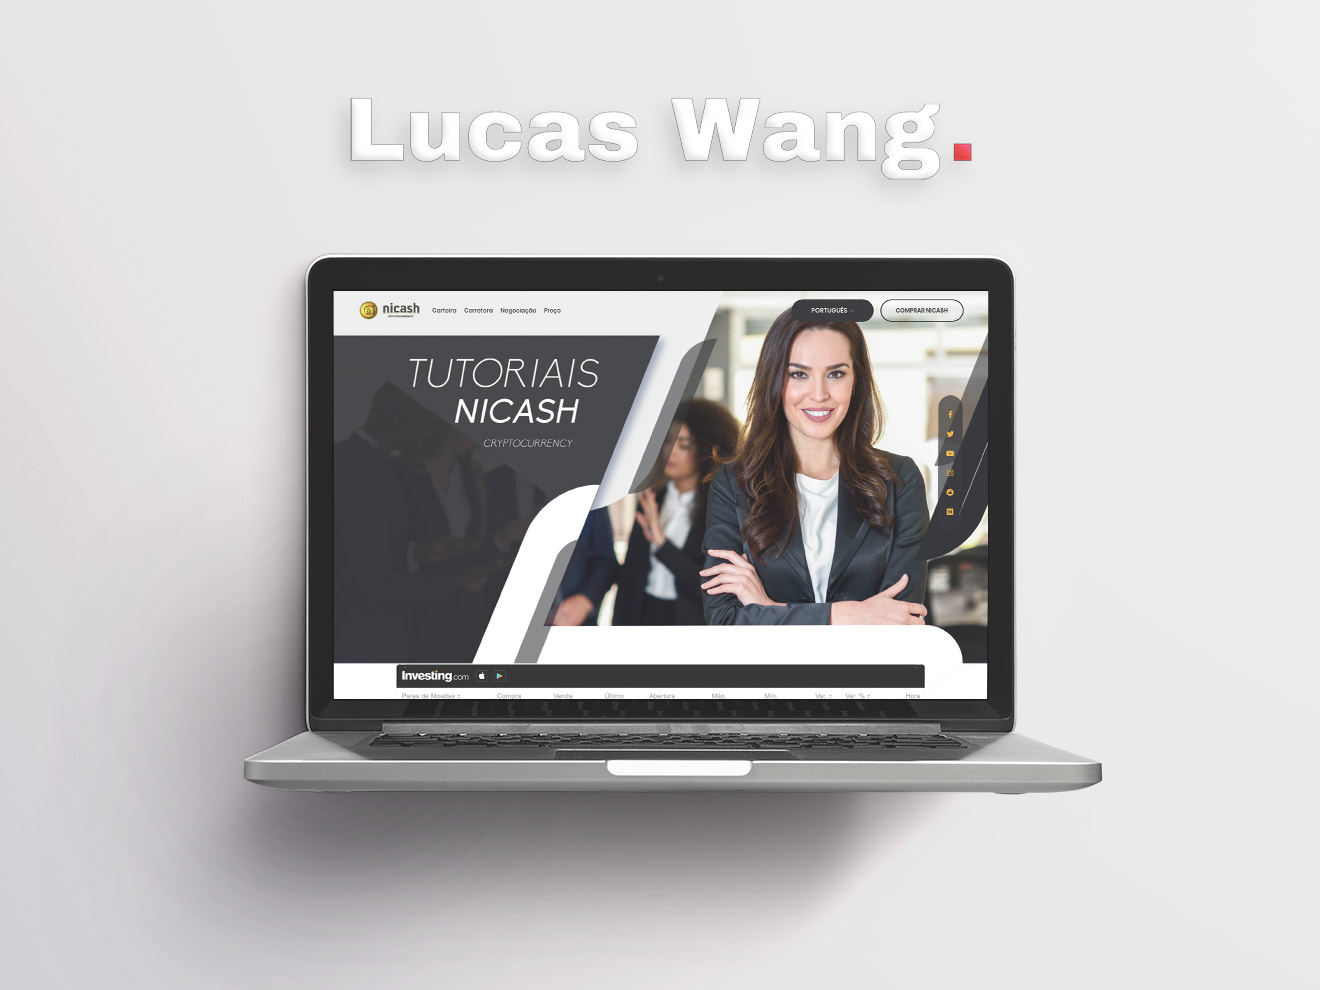 Lucas Wang.
nicash
CRYPTOCURRENCY
Carteira Corretora Negociação Preço
PORTUGUÊS
COMPRAR NICASH
TUTORIAIS
NICASH
CRYPTOCURRENCY
Investing.com
Pares de Moedas Compra Venda Último Abertura Máx. Mín. Var. Var. % Hora